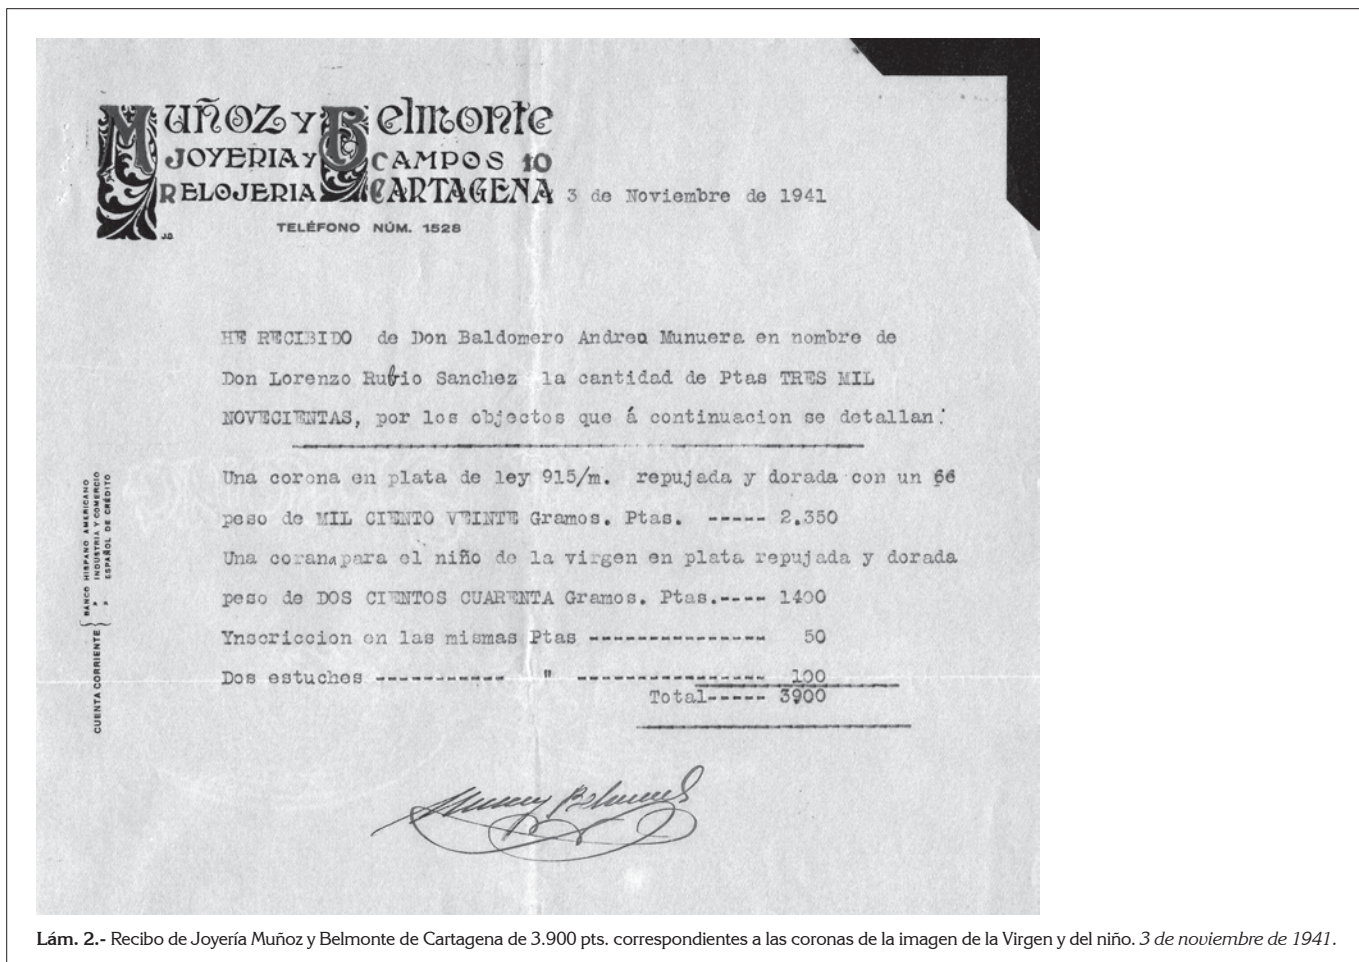 MUÑOZ Y BELMONTE
JOYERIA Y CAMPOS 10
RELOJERIA CARTAGENA 3 de Noviembre de 1941
TELÉFONO NÚM. 1528
J.D.
HE RECIBIDO de Don Baldomero Andreu Munuera en nombre de
Don Lorenzo Rubio Sanchez la cantidad de Ptas TRES MIL
NOVECIENTAS, por los objectos que á continuacion se detallan:
Una corona en plata de ley 915/m. repujada y dorada con un
peso de MIL CIENTO VEINTE Gramos. Ptas. ----- 2.350
Una corana para el niño de la virgen en plata repujada y dorada
peso de DOS CIENTOS CUARENTA Gramos. Ptas.---- 1400
Ynscriccion en las mismas Ptas --------------- 50
Dos estuches ----------- " ---------------- 100
Total----- 3900
CUENTA CORRIENTE { BANCO HISPANO AMERICANO
" INDUSTRIA Y COMERCIO
" ESPAÑOL DE CRÉDITO
Muñoz y Belmonte
Lám. 2.- Recibo de Joyería Muñoz y Belmonte de Cartagena de 3.900 pts. correspondientes a las coronas de la imagen de la Virgen y del niño. 3 de noviembre de 1941.